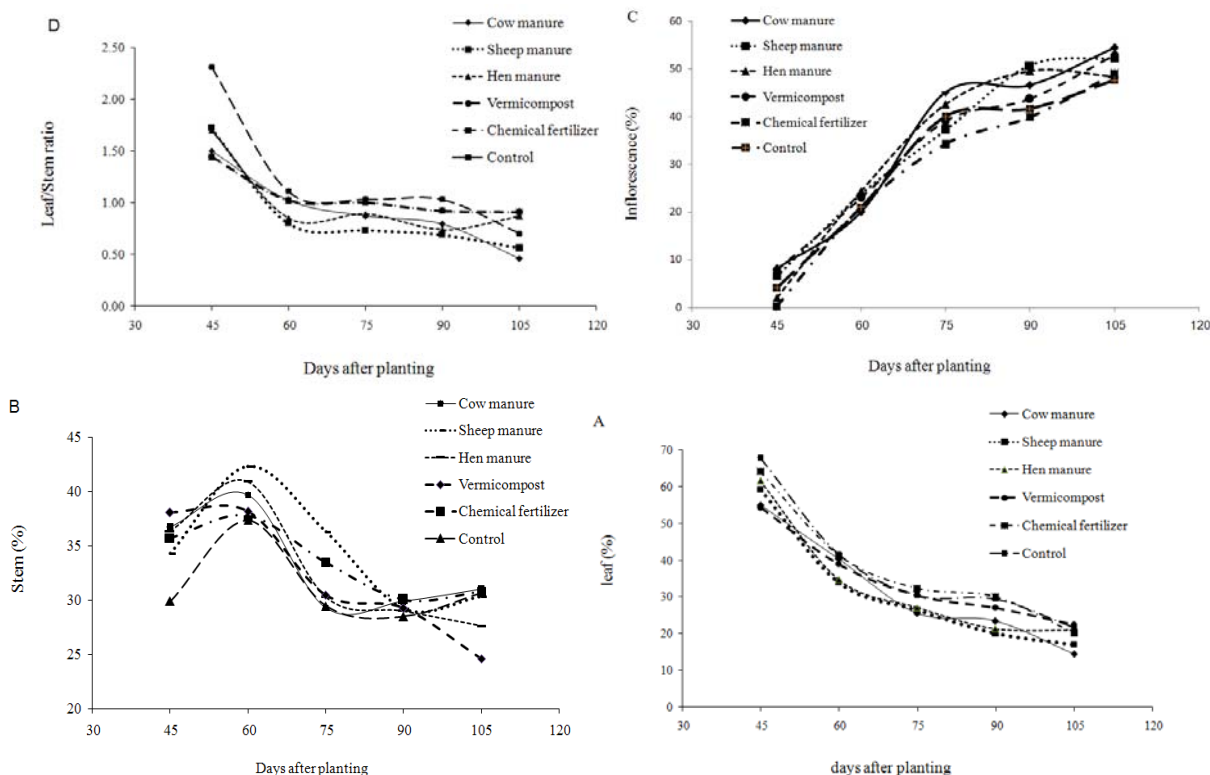 D
Cow manure
Sheep manure
Hen manure
Vermicompost
Chemical fertilizer
Control
2.50
2.00
1.50
1.00
0.50
0.00
Leaf/Stem ratio
30 45 60 75 90 105 120
Days after planting
C
Cow manure
Sheep manure
Hen manure
Vermicompost
Chemical fertilizer
Control
60
50
40
30
20
10
0
Inflorescence (%)
30 45 60 75 90 105 120
Days after planting
B
Cow manure
Sheep manure
Hen manure
Vermicompost
Chemical fertilizer
Control
45
40
35
30
25
20
Stem (%)
30 45 60 75 90 105 120
Days after planting
A
Cow manure
Sheep manure
Hen manure
Vermicompost
Chemical fertilizer
Control
70
60
50
40
30
20
10
0
leaf (%)
30 45 60 75 90 105 120
days after planting